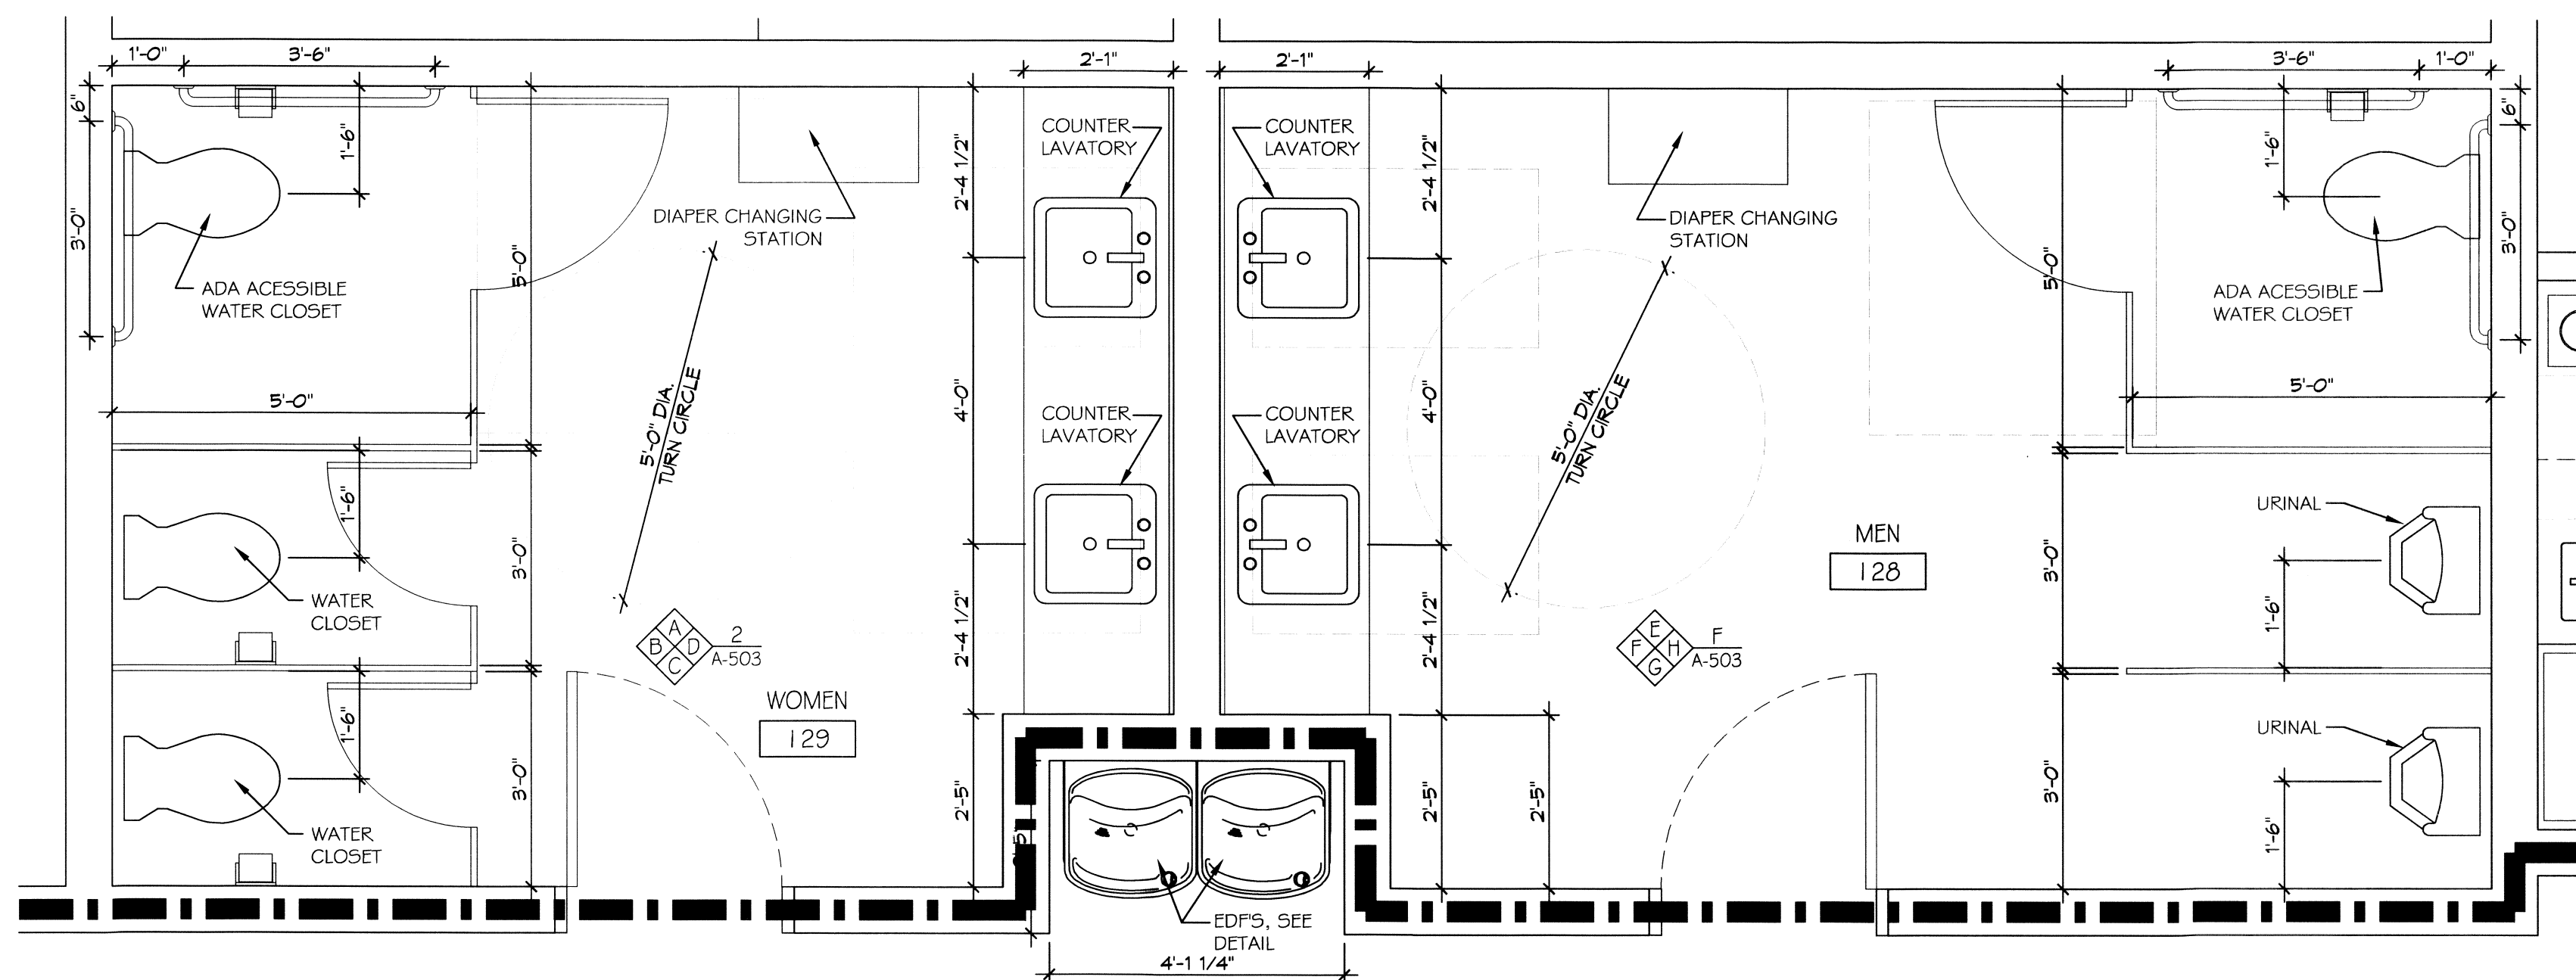 1'-0"
3'-6"
2'-1"
2'-1"
3'-6"
1'-0"
6"
3'-0"
1'-6"
ADA ACESSIBLE
WATER CLOSET
5'-0"
5'-0"
DIAPER CHANGING
STATION
5'-0" DIA.
TURN CIRCLE
2'-4 1/2"
4'-0"
2'-4 1/2"
2'-5"
COUNTER
LAVATORY
COUNTER
LAVATORY
COUNTER
LAVATORY
COUNTER
LAVATORY
2'-4 1/2"
4'-0"
2'-4 1/2"
2'-5"
2'-5"
DIAPER CHANGING
STATION
5'-0" DIA.
TURN CIRCLE
5'-0"
1'-6"
6"
3'-0"
ADA ACESSIBLE
WATER CLOSET
5'-0"
1'-6"
3'-0"
WATER
CLOSET
1'-6"
3'-0"
WATER
CLOSET
A
B
D
C
2
A-503
WOMEN
129
MEN
128
E
F
H
G
F
A-503
3'-0"
URINAL
1'-6"
3'-0"
URINAL
1'-6"
EDF'S, SEE
DETAIL
4'-1 1/4"